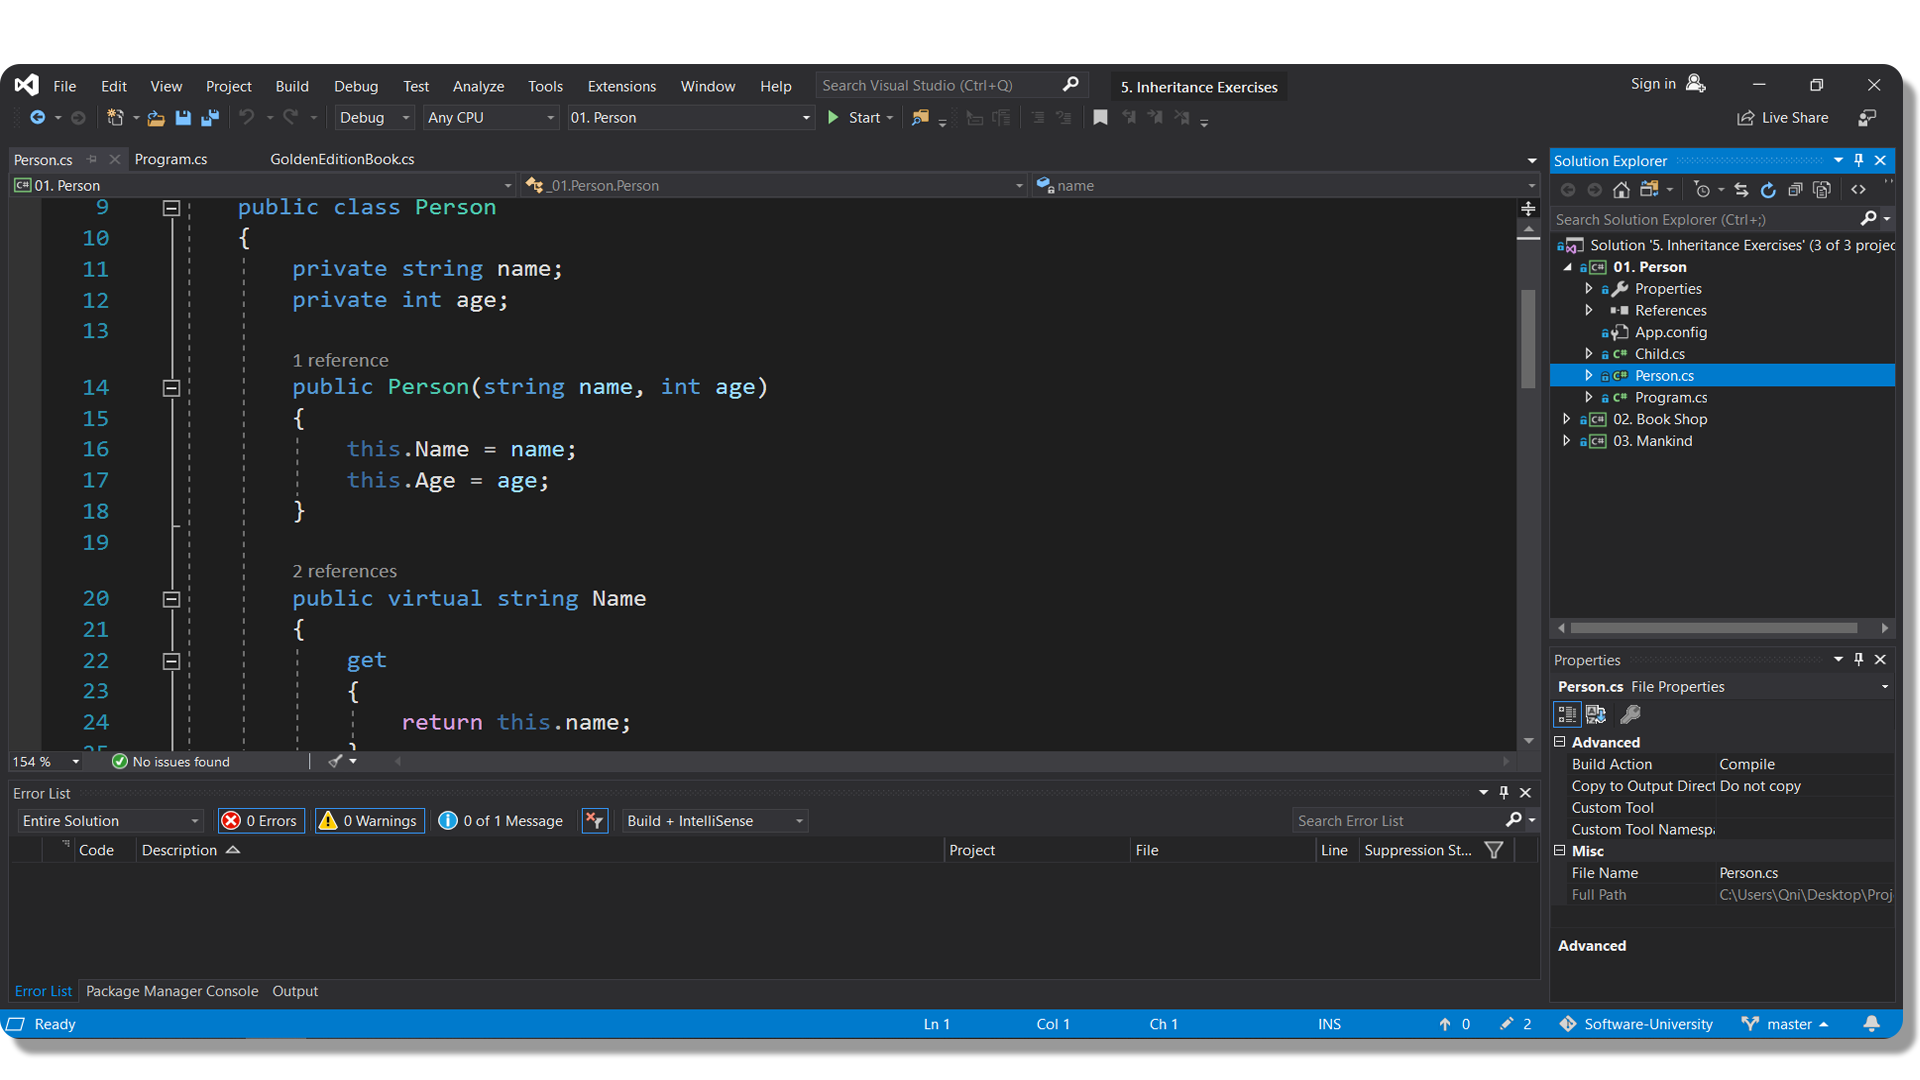 File Edit View Project Build Debug Test Analyze Tools Extensions Window Help Search Visual Studio (Ctrl+Q) 5. Inheritance Exercises Sign in
Debug Any CPU 01. Person Start Live Share
Person.cs Program.cs GoldenEditionBook.cs
01. Person _01.Person.Person name
9 public class Person
10 {
11 private string name;
12 private int age;
13
1 reference
14 public Person(string name, int age)
15 {
16 this.Name = name;
17 this.Age = age;
18 }
19
2 references
20 public virtual string Name
21 {
22 get
23 {
24 return this.name;
25 }
154 % No issues found
Error List
Entire Solution 0 Errors 0 Warnings 0 of 1 Message Build + IntelliSense Search Error List
Code Description Project File Line Suppression St...
Error List Package Manager Console Output
Solution Explorer
Search Solution Explorer (Ctrl+;)
Solution '5. Inheritance Exercises' (3 of 3 projec
C# 01. Person
Properties
References
App.config
C# Child.cs
C# Person.cs
C# Program.cs
C# 02. Book Shop
C# 03. Mankind
Properties
Person.cs File Properties
Advanced
Build Action Compile
Copy to Output Direct Do not copy
Custom Tool
Custom Tool Namespa
Misc
File Name Person.cs
Full Path C:\Users\Qni\Desktop\Proj
Advanced
Ready Ln 1 Col 1 Ch 1 INS 0 2 Software-University master